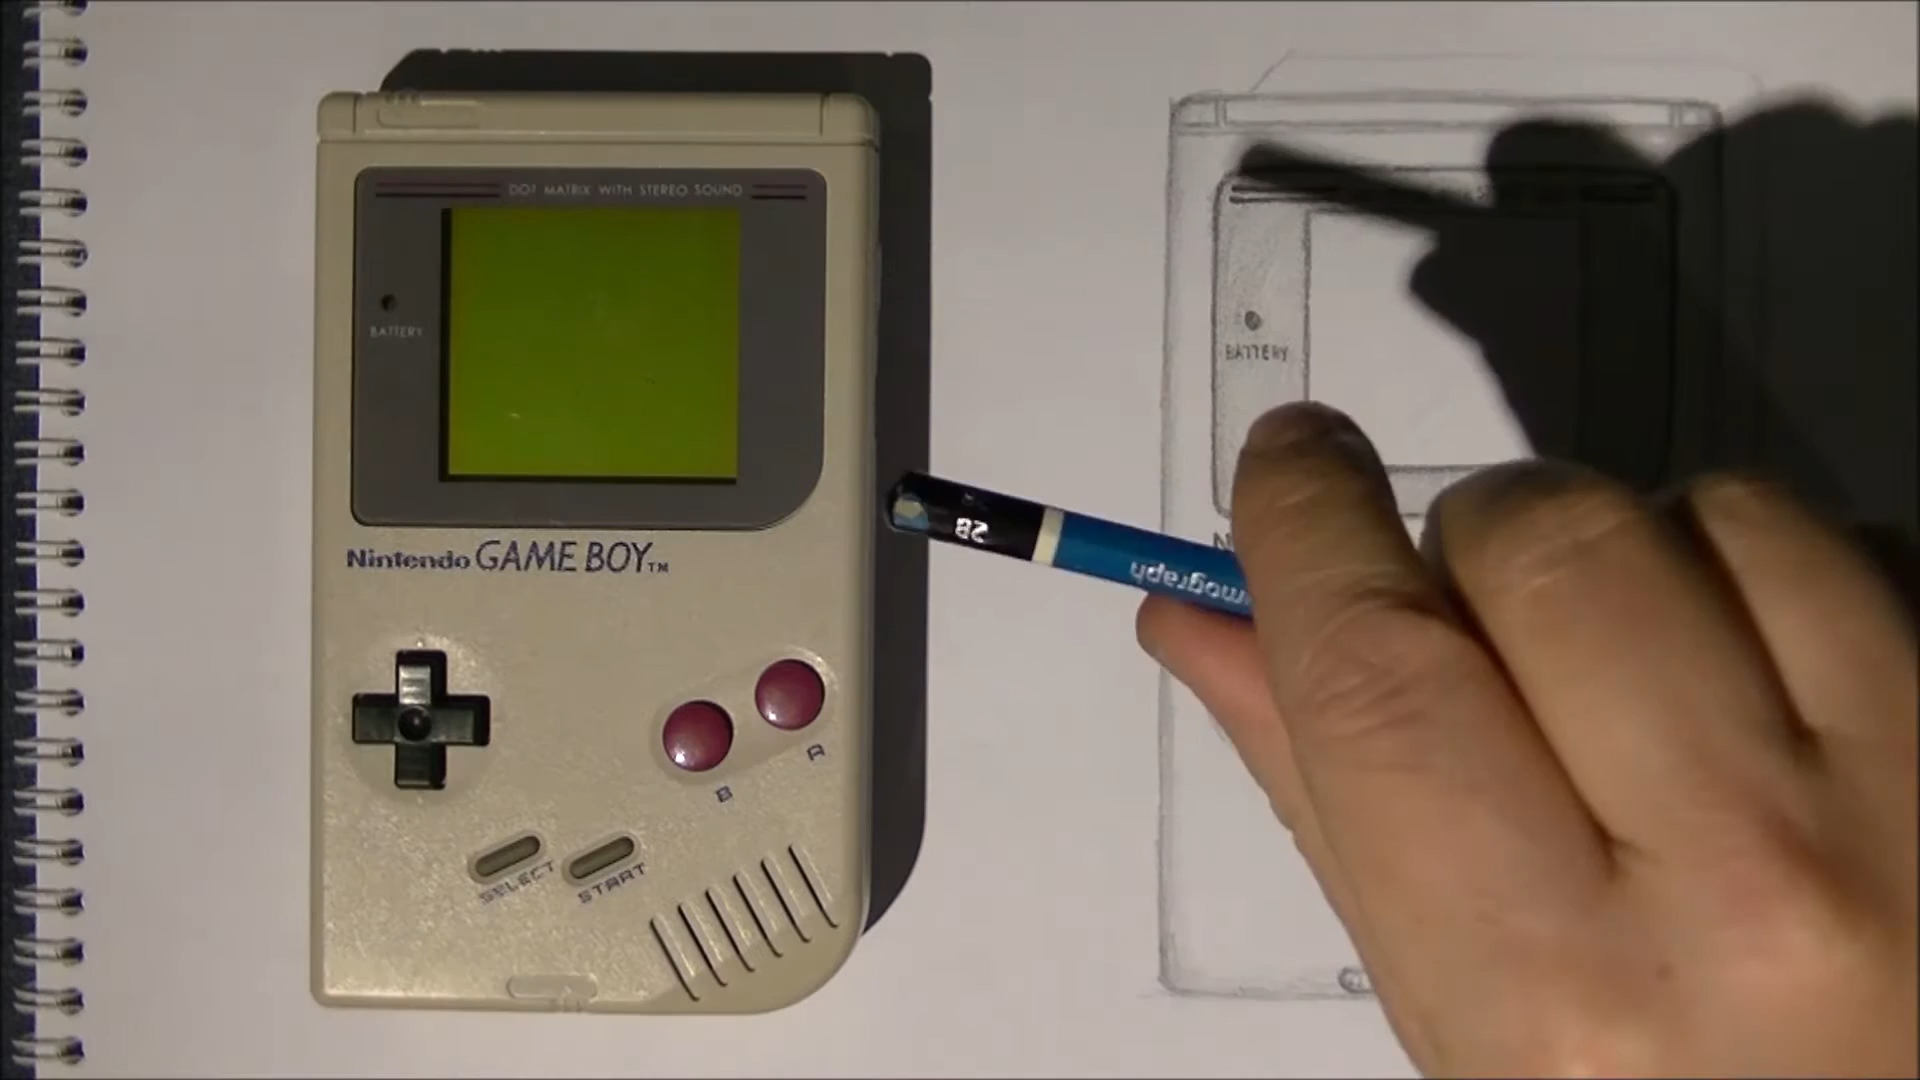 DOT MATRIX WITH STEREO SOUND
BATTERY
Nintendo GAME BOY™
B
A
SELECT
START
2B
mograph
BATTERY
N